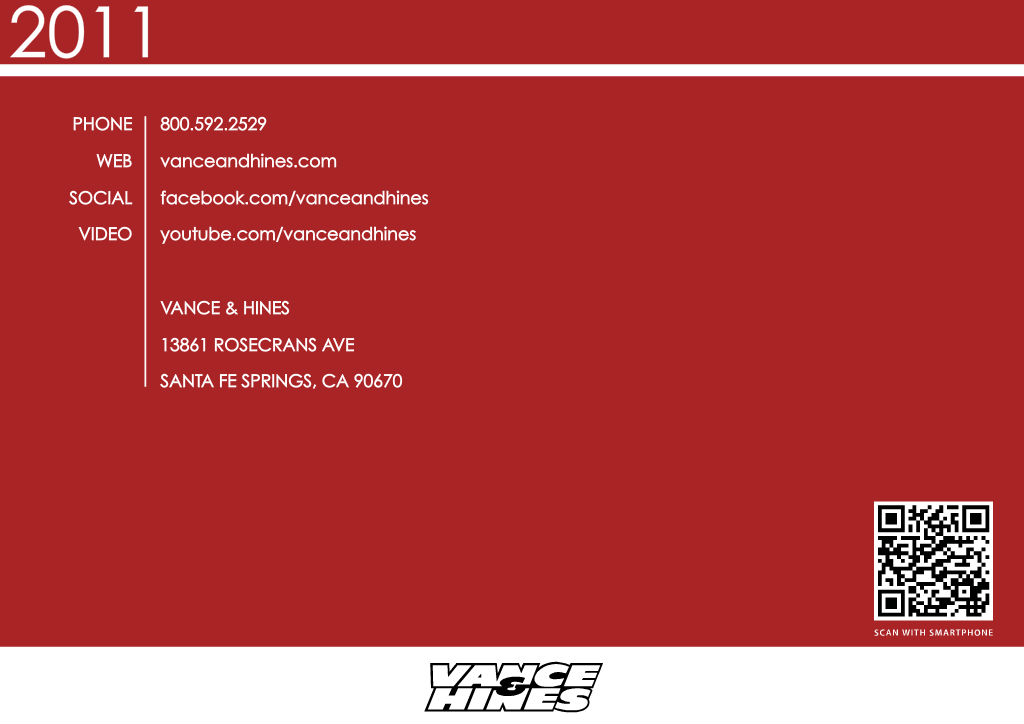 2011
PHONE 800.592.2529
WEB vanceandhines.com
SOCIAL facebook.com/vanceandhines
VIDEO youtube.com/vanceandhines
VANCE & HINES
13861 ROSECRANS AVE
SANTA FE SPRINGS, CA 90670
SCAN WITH SMARTPHONE
VANCE &
HINES